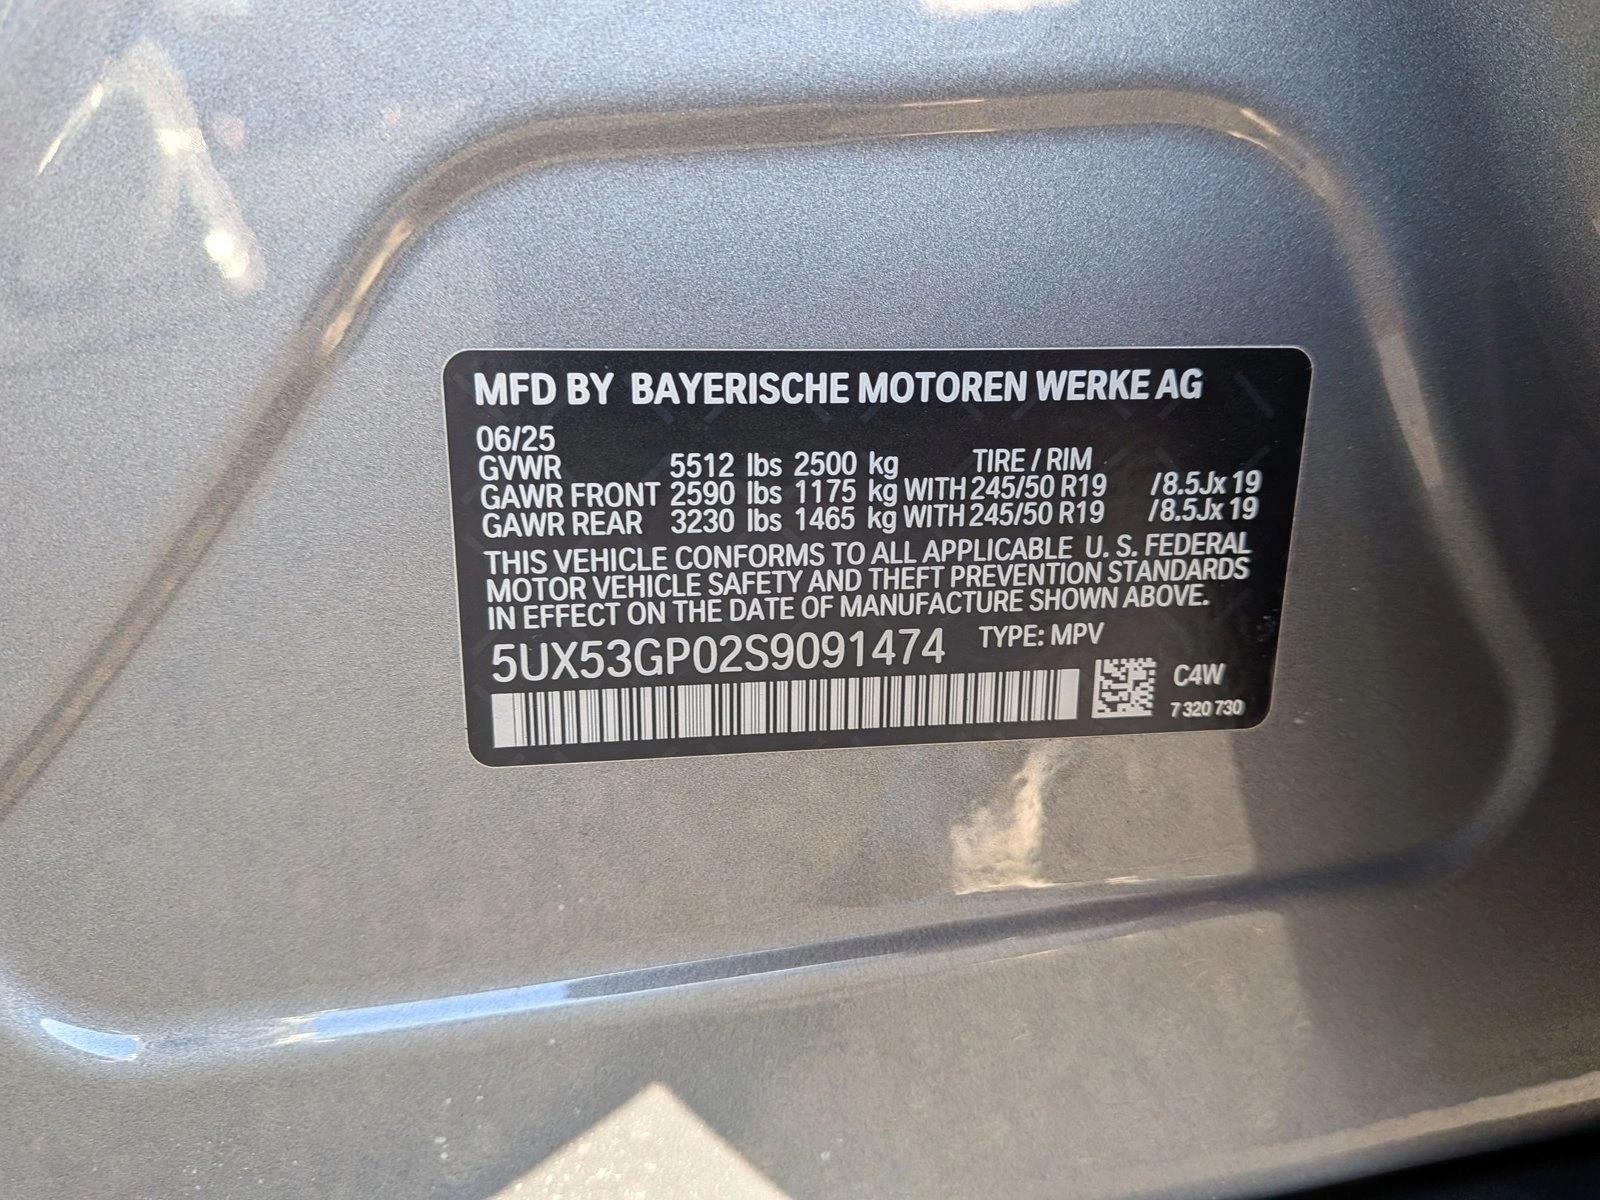 MFD BY BAYERISCHE MOTOREN WERKE AG
06/25
GVWR 5512 lbs 2500 kg TIRE / RIM
GAWR FRONT 2590 lbs 1175 kg WITH 245/50 R19 /8.5Jx 19
GAWR REAR 3230 lbs 1465 kg WITH 245/50 R19 /8.5Jx 19
THIS VEHICLE CONFORMS TO ALL APPLICABLE U. S. FEDERAL
MOTOR VEHICLE SAFETY AND THEFT PREVENTION STANDARDS
IN EFFECT ON THE DATE OF MANUFACTURE SHOWN ABOVE.
5UX53GP02S9091474 TYPE: MPV
C4W
7 320 730